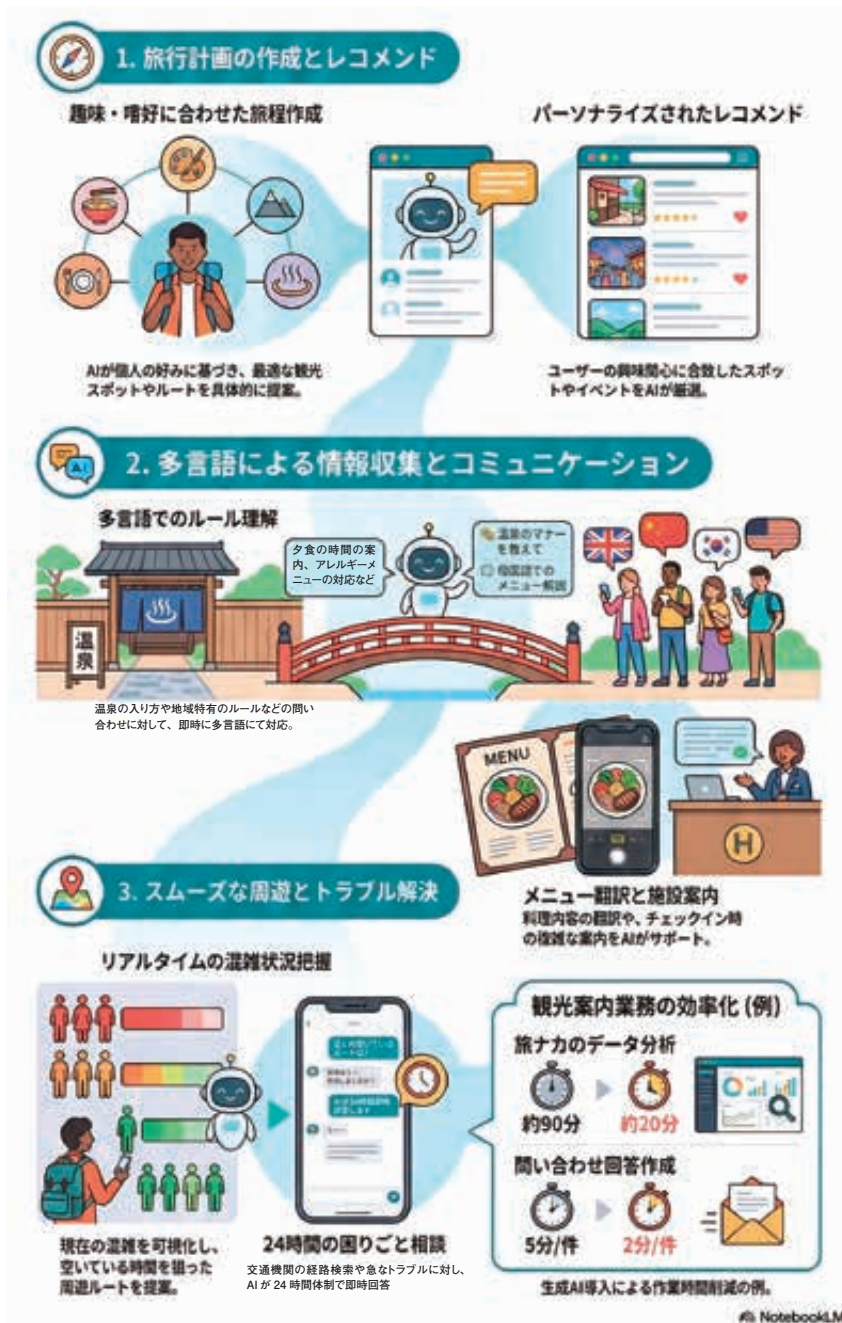 1. 旅行計画の作成とレコメンド
趣味・嗜好に合わせた旅程作成
パーソナライズされたレコメンド
AIが個人の好みに基づき、最適な観光
スポットやルートを具体的に提案。
ユーザーの興味関心に合致したスポッ
トやイベントをAIが厳選。
A.I
2. 多言語による情報収集とコミュニケーション
多言語でのルール理解
夕食の時間の案
内、アレルギーメ
ニューの対応など
温泉のマナー
を教えて
母国語での
メニュー解説
温泉
温泉の入り方や地域特有のルールなどの問い
合わせに対して、即時に多言語にて対応。
MENU
H
メニュー翻訳と施設案内
料理内容の翻訳や、チェックイン時
の複雑な案内をAIがサポート。
3. スムーズな周遊とトラブル解決
リアルタイムの混雑状況把握
現在の混雑を可視化し、
空いている時間を狙った
周遊ルートを提案。
24時間の困りごと相談
交通機関の経路検索や急なトラブルに対し、
AI が 24 時間体制で即時回答
観光案内業務の効率化 (例)
旅ナカのデータ分析
約90分
約20分
問い合わせ回答作成
5分/件
2分/件
生成AI導入による作業時間削減の例。
NotebookLM